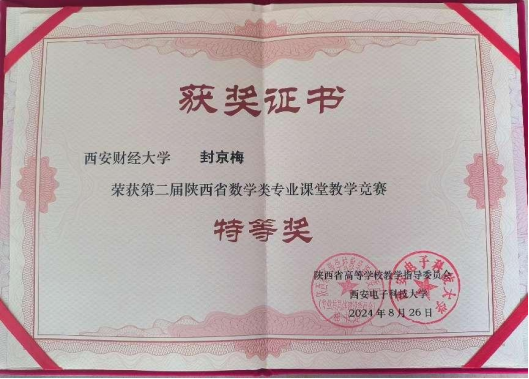 获奖证书
西安财经大学 封京梅
荣获第二届陕西省数学类专业课堂教学竞赛
特等奖
陕西省高等学校教学指导委员会
西安电子科技大学
2024年8月26日